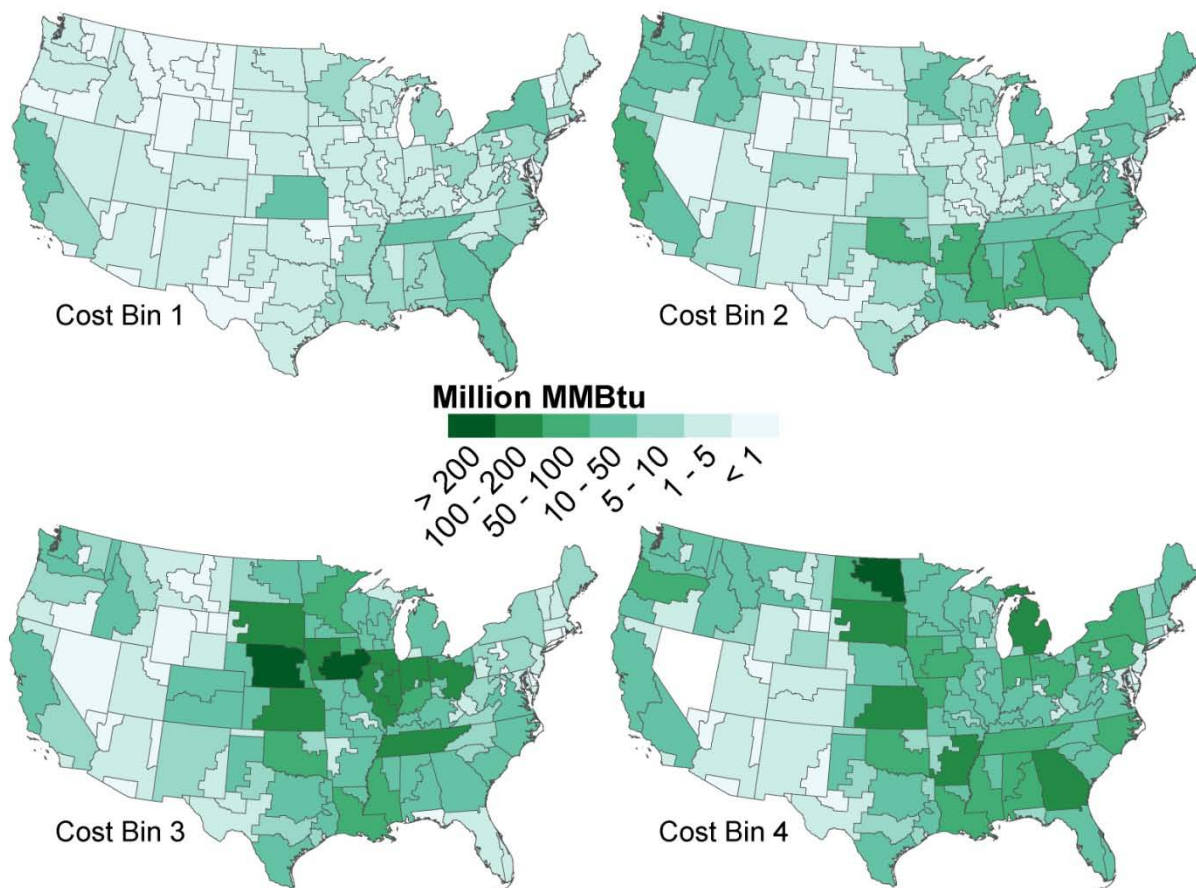 Cost Bin 1
Cost Bin 2
Million MMBtu
> 200
100 - 200
50 - 100
10 - 50
5 - 10
1 - 5
< 1
Cost Bin 3
Cost Bin 4